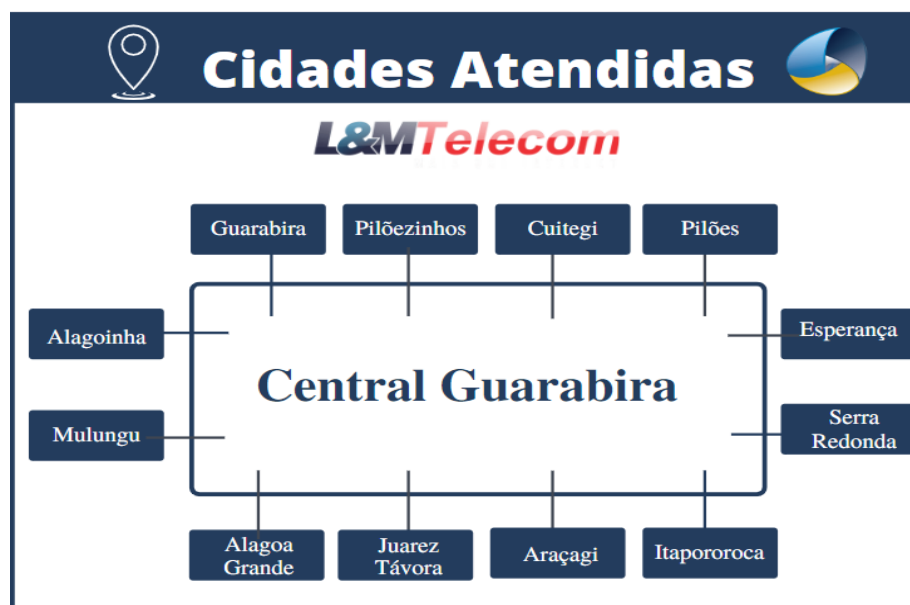 Cidades Atendidas
L&MTelecom
Guarabira
Pilõezinhos
Cuitegi
Pilões
Alagoinha
Esperança
Central Guarabira
Mulungu
Serra
Redonda
Alagoa
Grande
Juarez
Távora
Araçagi
Itapororoca